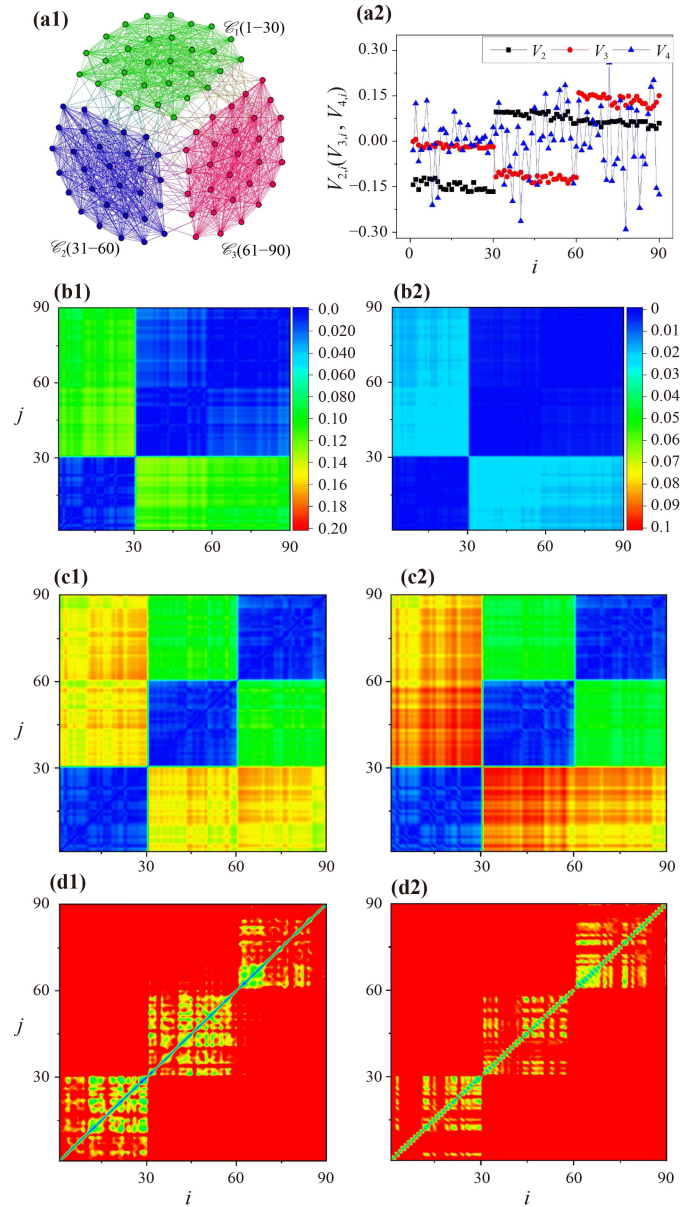 (a1)
𝒞₁(1−30)
𝒞₂(31−60)
𝒞₃(61−90)
(a2)
V₂ V₃ V₄
0.30
0.15
0.00
−0.15
−0.30
V₂,ᵢ(V₃,ᵢ, V₄,ᵢ)
0 30 60 90
i
(b1)
90
60
30
j
30 60 90
0.0
0.020
0.040
0.060
0.080
0.10
0.12
0.14
0.16
0.18
0.20
(b2)
30 60 90
0
0.01
0.02
0.03
0.04
0.05
0.06
0.07
0.08
0.09
0.1
(c1)
90
60
30
j
30 60 90
(c2)
90
60
30
30 60 90
(d1)
90
60
30
j
30 60 90
i
(d2)
90
60
30
30 60 90
i